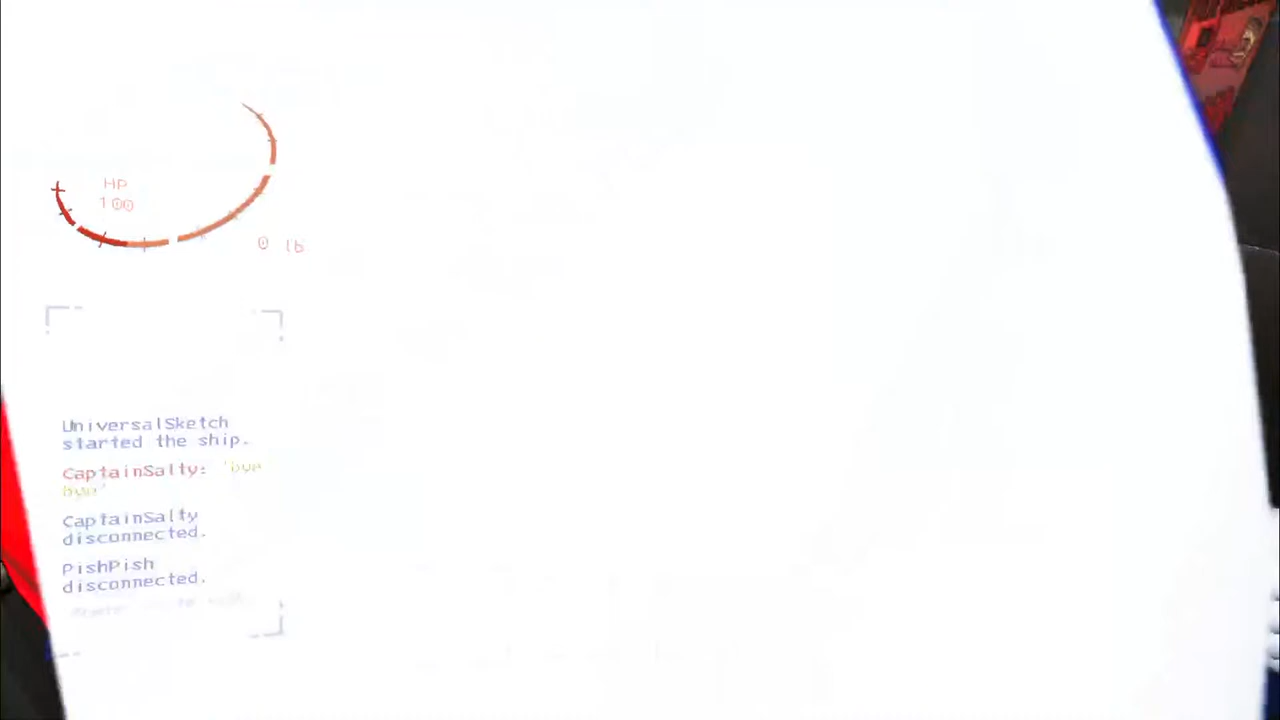 HP
100
0 lb
UniversalSketch
started the ship.
CaptainSalty: 'bye
bye'
CaptainSalty
disconnected.
PishPish
disconnected.